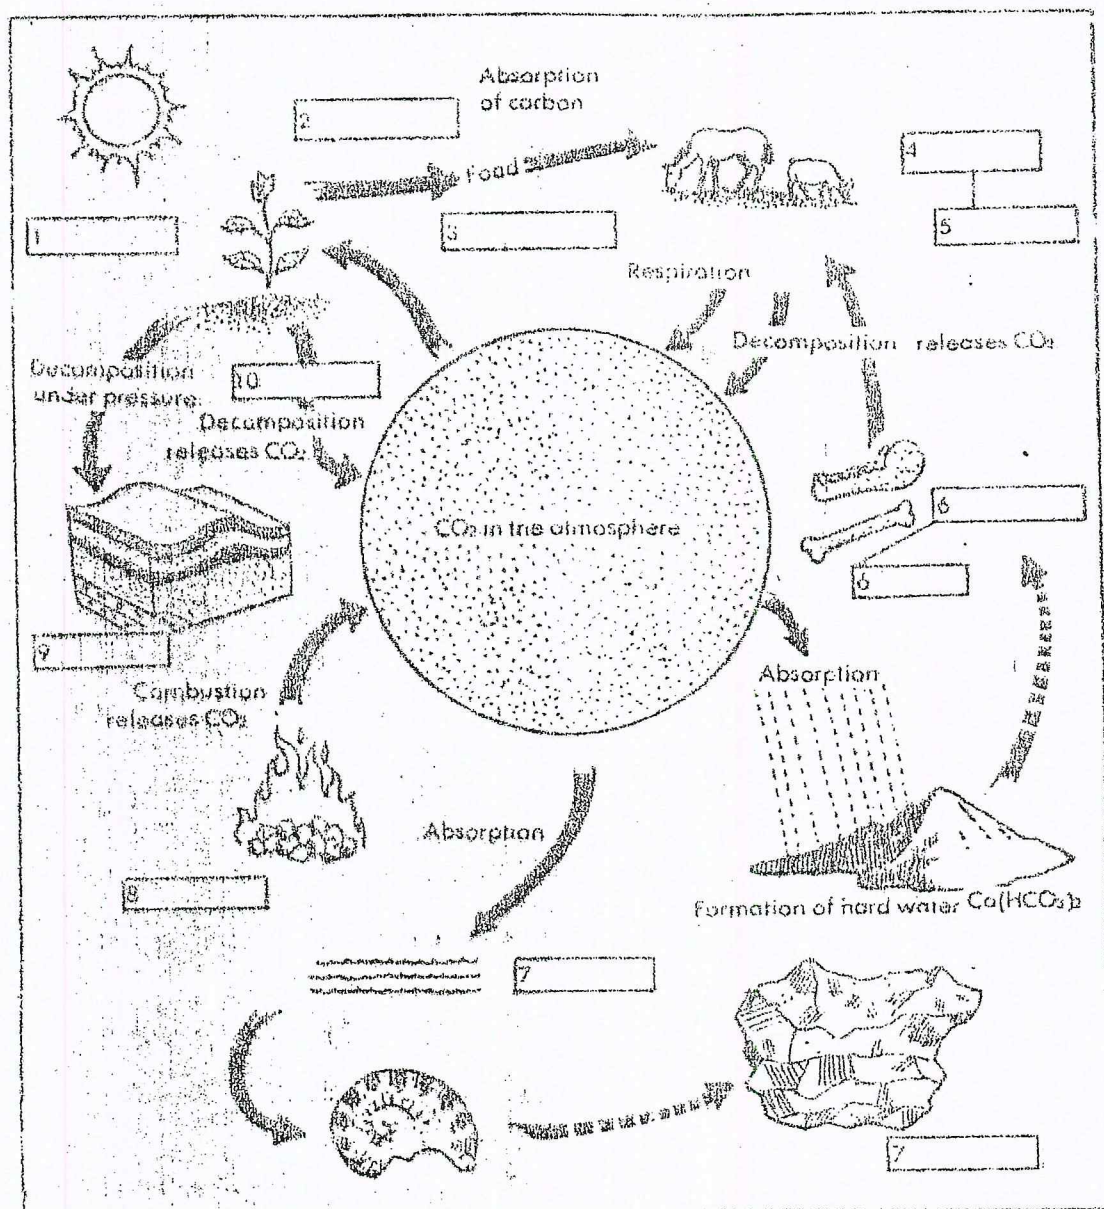 Absorption
of carbon
2
Food
4
1
3
5
Respiration
Decomposition releases CO₂
Decomposition
under pressure
10
Decomposition
releases CO₂
CO₂ in the atmosphere
6
6
9
Absorption
Combustion
releases CO₂
Absorption
8
Formation of hard water Ca(HCO₃)₂
7
7